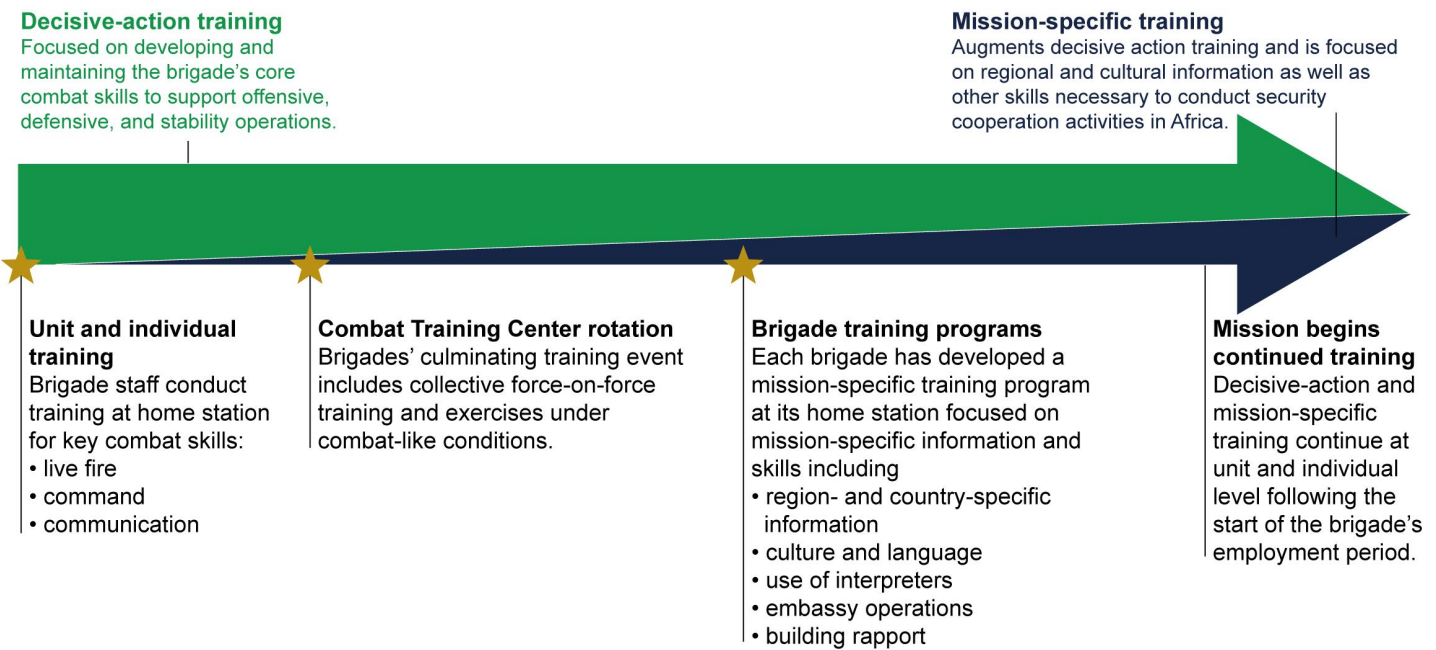 Decisive-action training
Focused on developing and
maintaining the brigade's core
combat skills to support offensive,
defensive, and stability operations.
Mission-specific training
Augments decisive action training and is focused
on regional and cultural information as well as
other skills necessary to conduct security
cooperation activities in Africa.
Unit and individual
training
Brigade staff conduct
training at home station
for key combat skills:
• live fire
• command
• communication
Combat Training Center rotation
Brigades' culminating training event
includes collective force-on-force
training and exercises under
combat-like conditions.
Brigade training programs
Each brigade has developed a
mission-specific training program
at its home station focused on
mission-specific information and
skills including
• region- and country-specific
information
• culture and language
• use of interpreters
• embassy operations
• building rapport
Mission begins
continued training
Decisive-action and
mission-specific
training continue at
unit and individual
level following the
start of the brigade's
employment period.